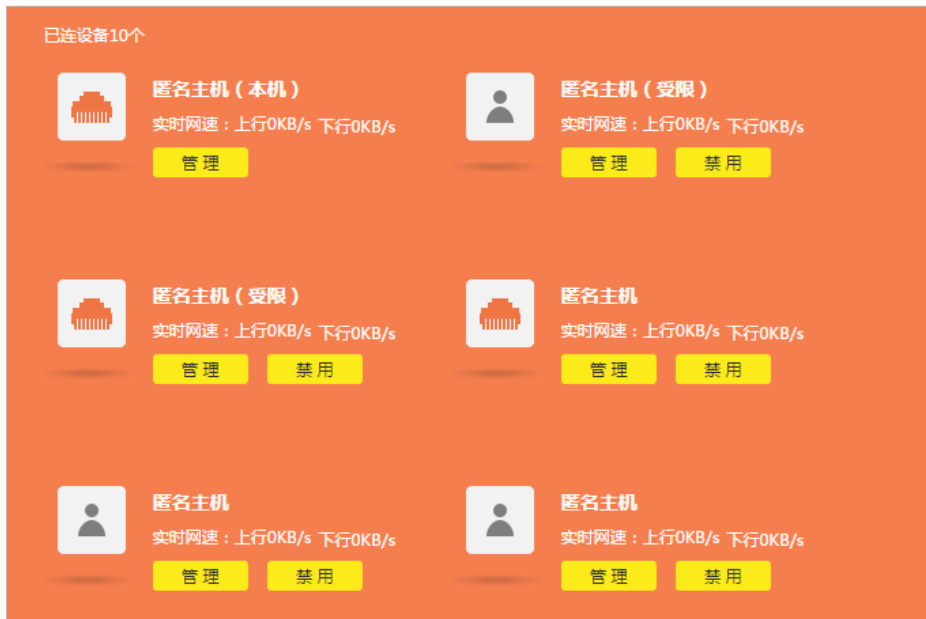 已连设备10个
匿名主机（本机）
实时网速：上行0KB/s 下行0KB/s
管 理
匿名主机（受限）
实时网速：上行0KB/s 下行0KB/s
管 理 禁 用
匿名主机（受限）
实时网速：上行0KB/s 下行0KB/s
管 理 禁 用
匿名主机
实时网速：上行0KB/s 下行0KB/s
管 理 禁 用
匿名主机
实时网速：上行0KB/s 下行0KB/s
管 理 禁 用
匿名主机
实时网速：上行0KB/s 下行0KB/s
管 理 禁 用